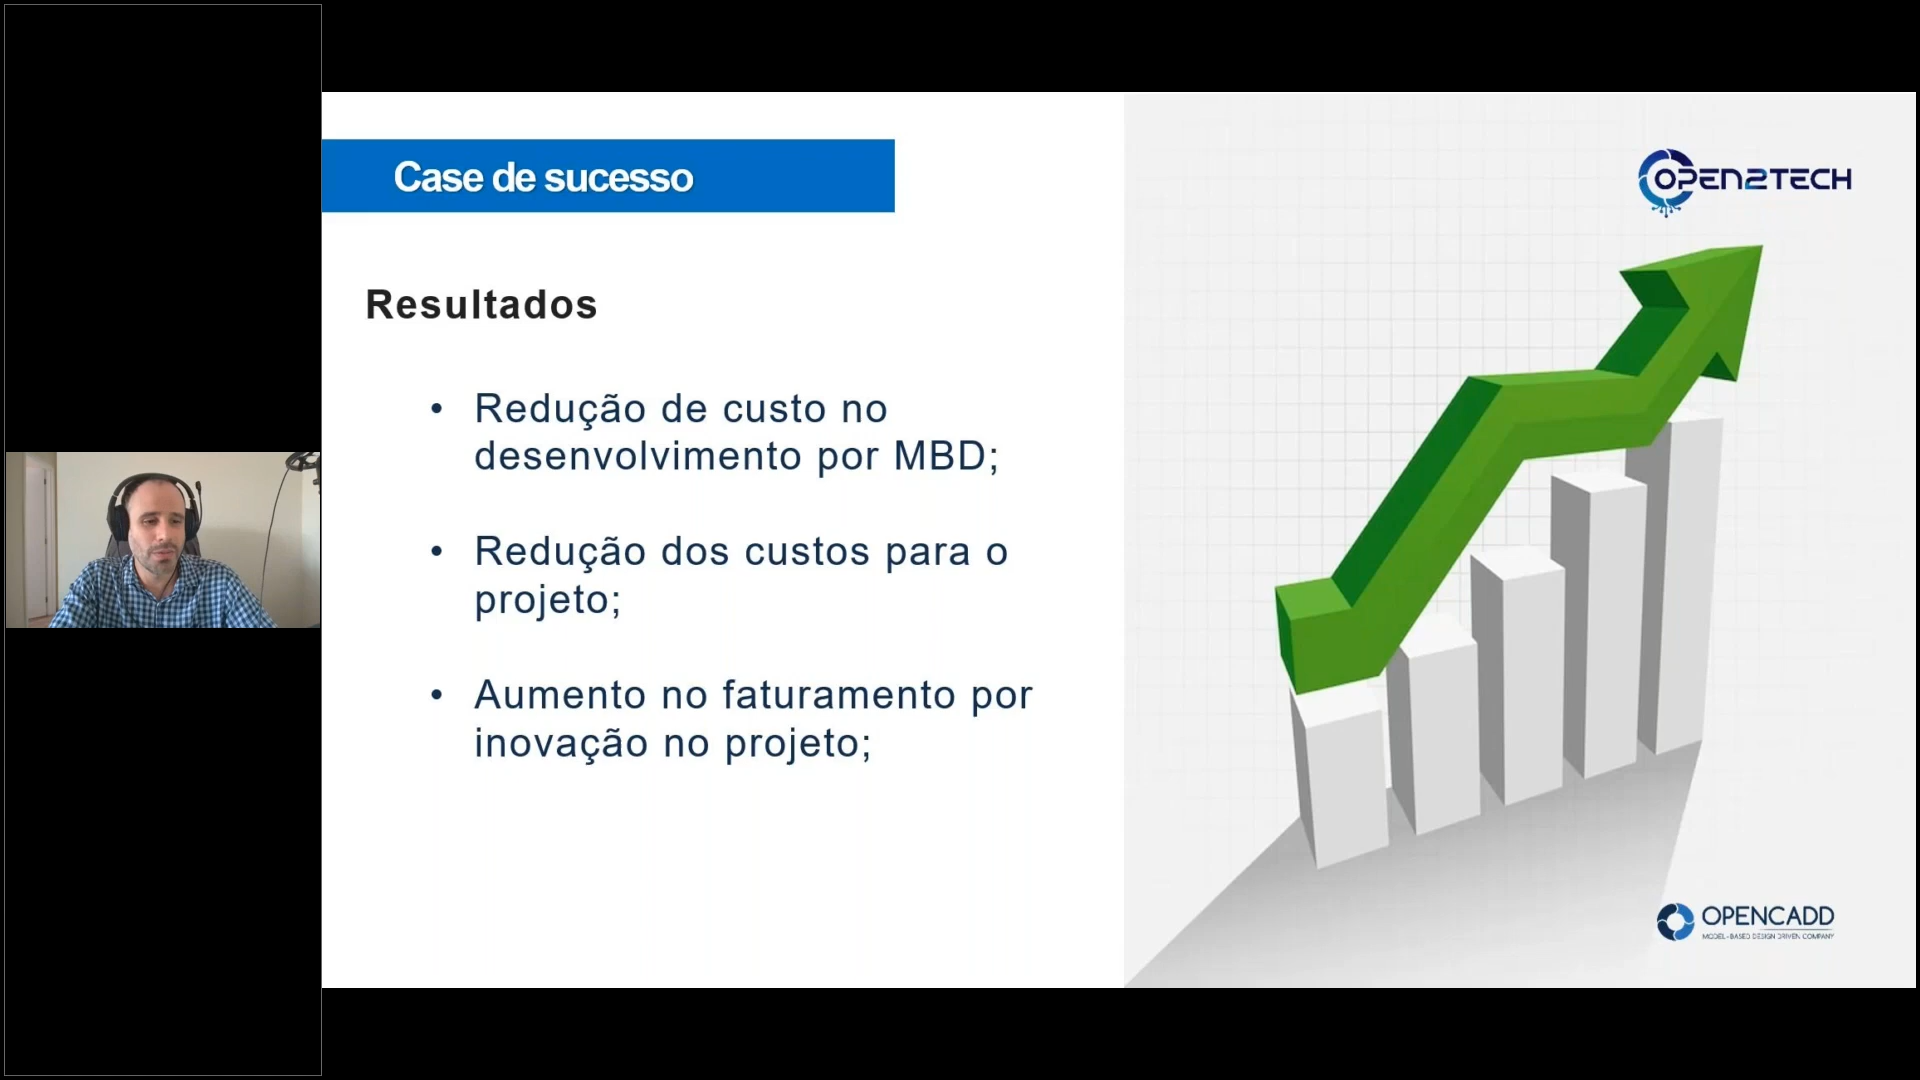 Case de sucesso
OPEN2TECH
Resultados
• Redução de custo no
desenvolvimento por MBD;
• Redução dos custos para o
projeto;
• Aumento no faturamento por
inovação no projeto;
OPENCADD
MODEL-BASED DESIGN DRIVEN COMPANY